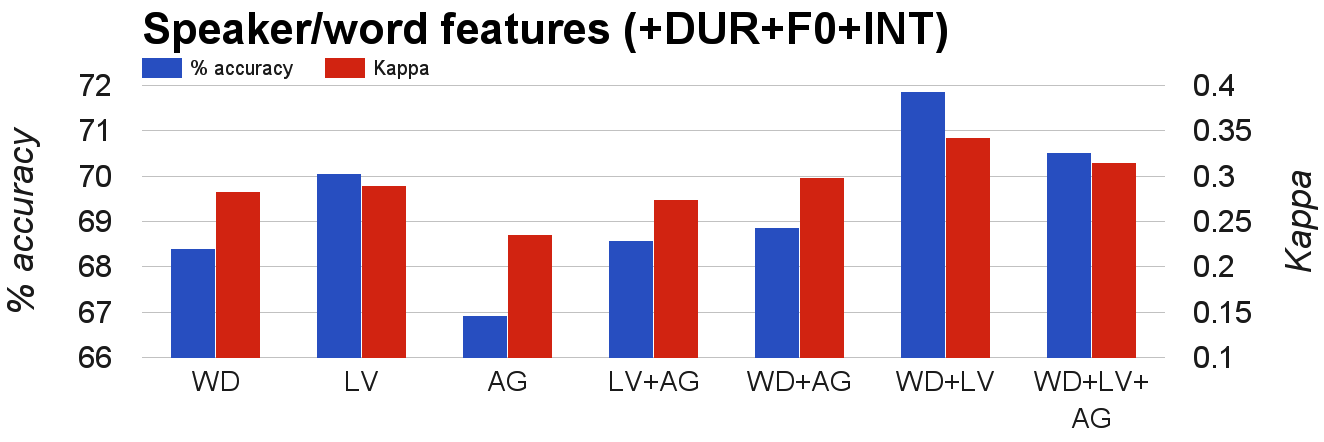 Speaker/word features (+DUR+F0+INT)
% accuracy Kappa
72 0.4
71 0.35
70 0.3
69 0.25
68 0.2
67 0.15
66 0.1
% accuracy
Kappa
WD LV AG LV+AG WD+AG WD+LV WD+LV+
AG